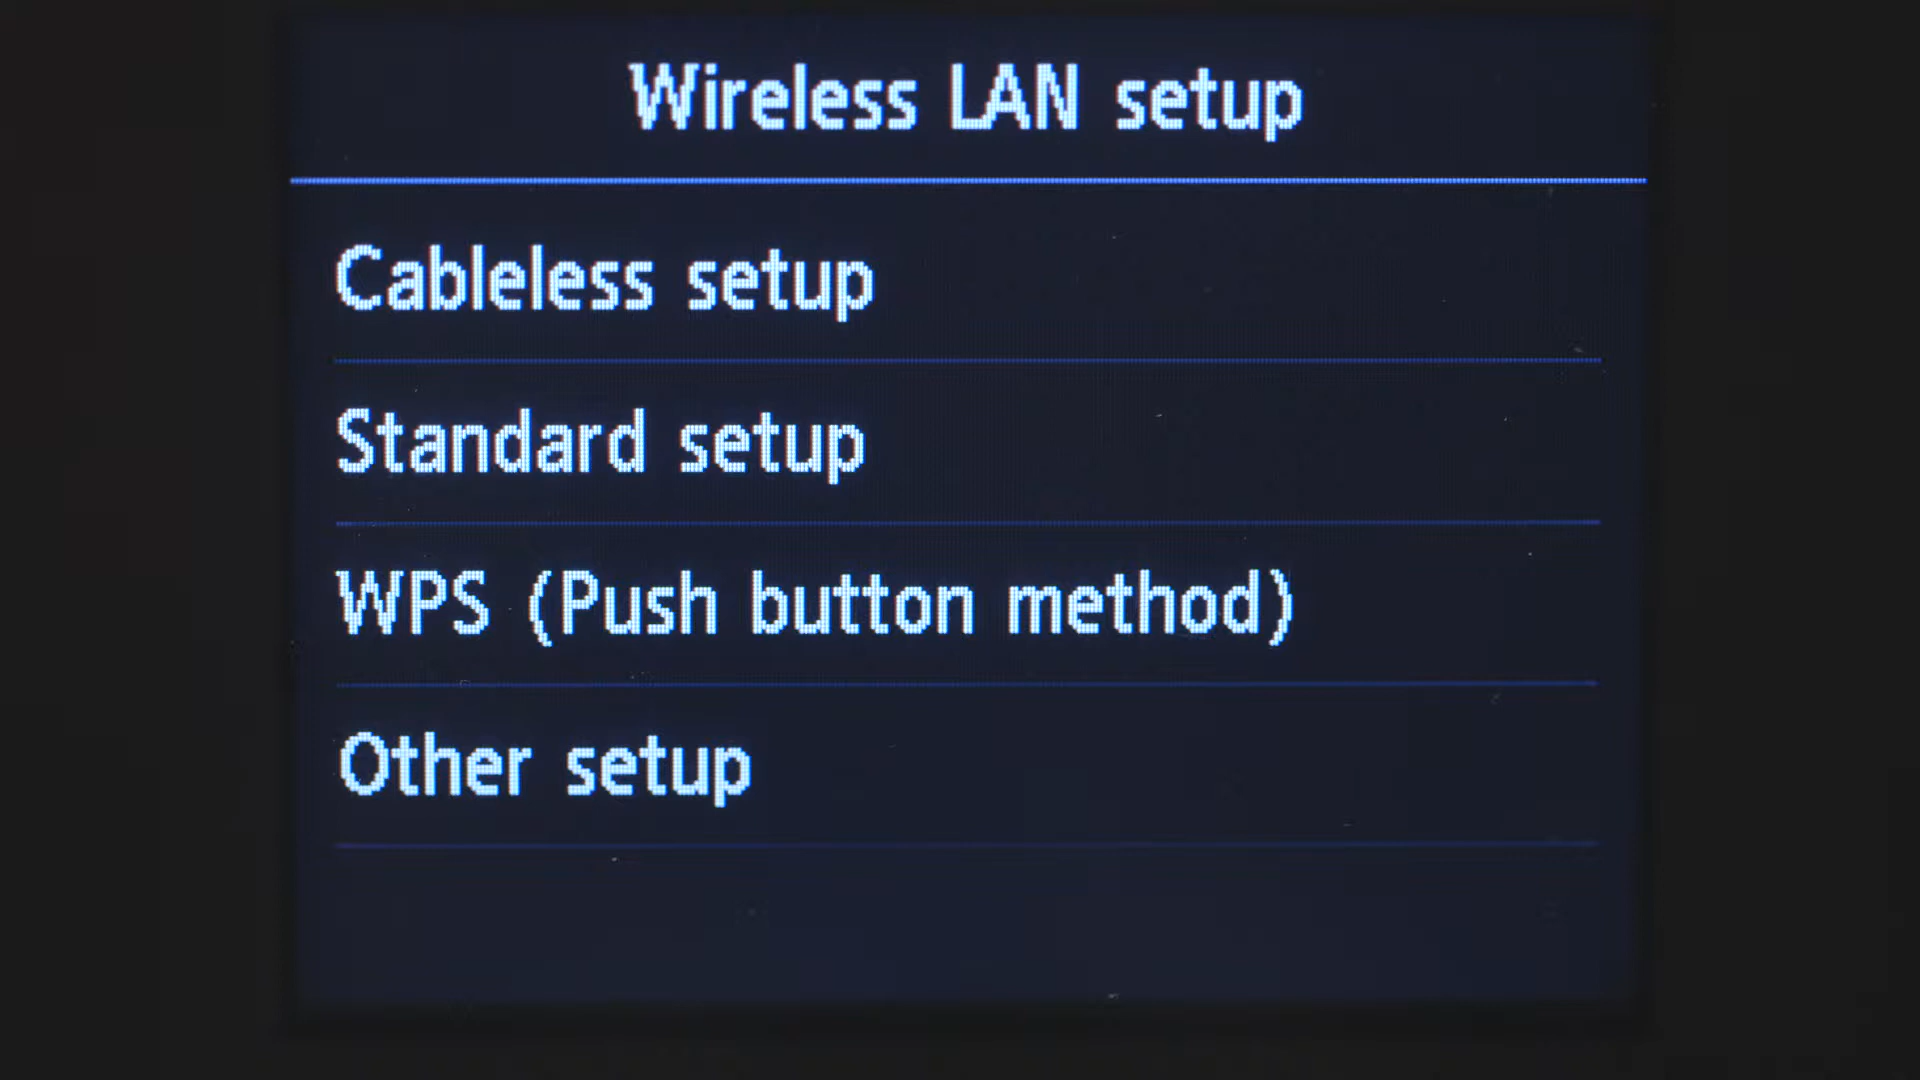 Wireless LAN setup
Cableless setup
Standard setup
WPS (Push button method)
Other setup